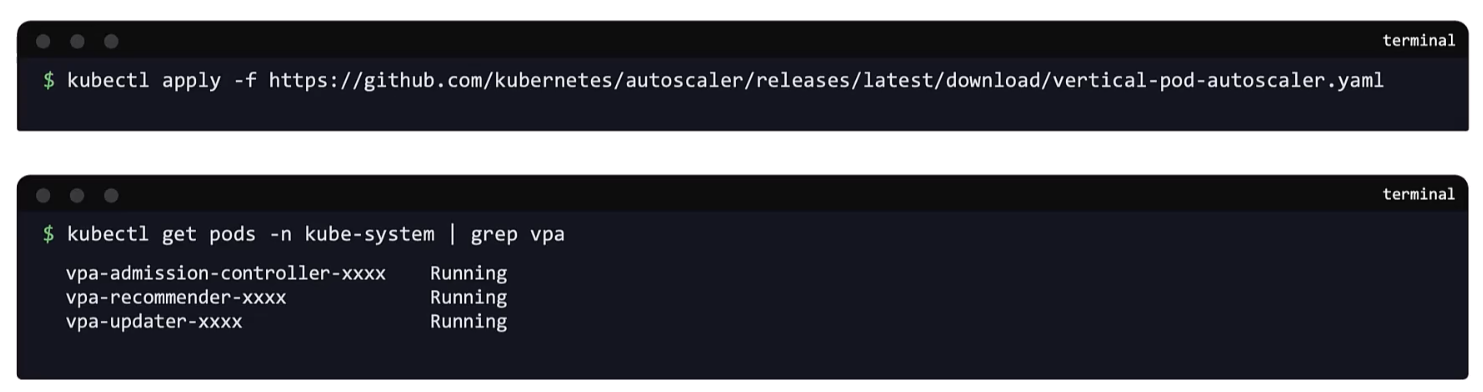 terminal
$ kubectl apply -f https://github.com/kubernetes/autoscaler/releases/latest/download/vertical-pod-autoscaler.yaml
terminal
$ kubectl get pods -n kube-system | grep vpa
vpa-admission-controller-xxxx    Running
vpa-recommender-xxxx    Running
vpa-updater-xxxx    Running